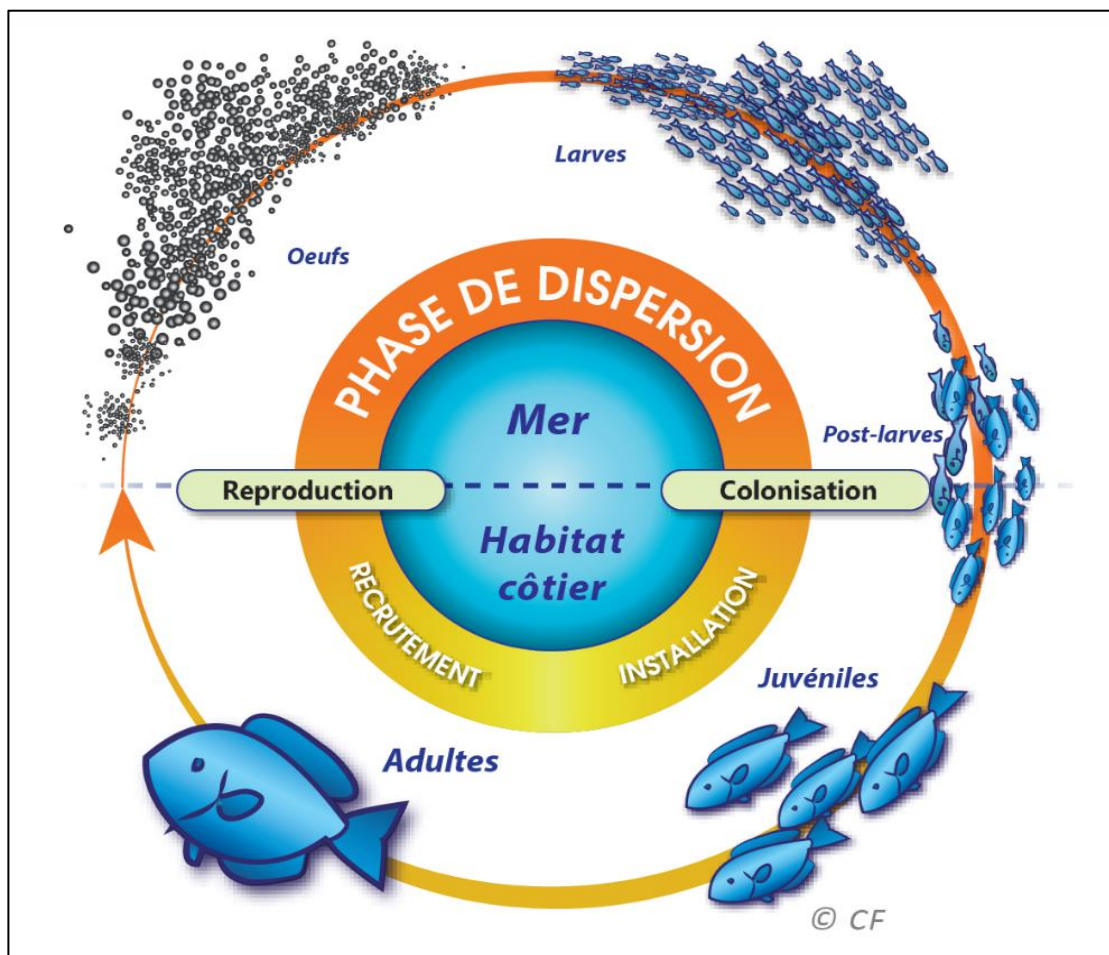 Larves
Oeufs
PHASE DE DISPERSION
Mer
Post-larves
Reproduction
Colonisation
Habitat
côtier
RECRUTEMENT
INSTALLATION
Juvéniles
Adultes
© CF